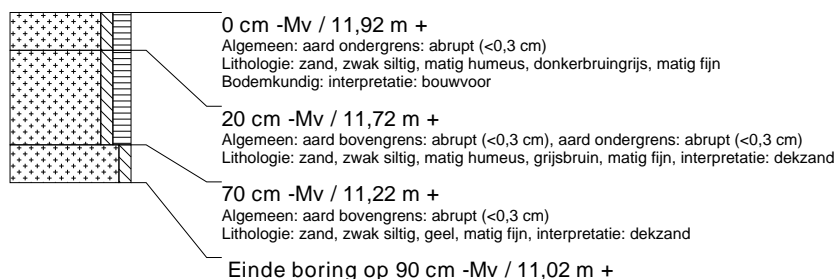 0 cm -Mv / 11,92 m +
Algemeen: aard ondergrens: abrupt (<0,3 cm)
Lithologie: zand, zwak siltig, matig humeus, donkerbruingrijs, matig fijn
Bodemkundig: interpretatie: bouwvoor
20 cm -Mv / 11,72 m +
Algemeen: aard bovengrens: abrupt (<0,3 cm), aard ondergrens: abrupt (<0,3 cm)
Lithologie: zand, zwak siltig, matig humeus, grijsbruin, matig fijn, interpretatie: dekzand
70 cm -Mv / 11,22 m +
Algemeen: aard bovengrens: abrupt (<0,3 cm)
Lithologie: zand, zwak siltig, geel, matig fijn, interpretatie: dekzand
Einde boring op 90 cm -Mv / 11,02 m +